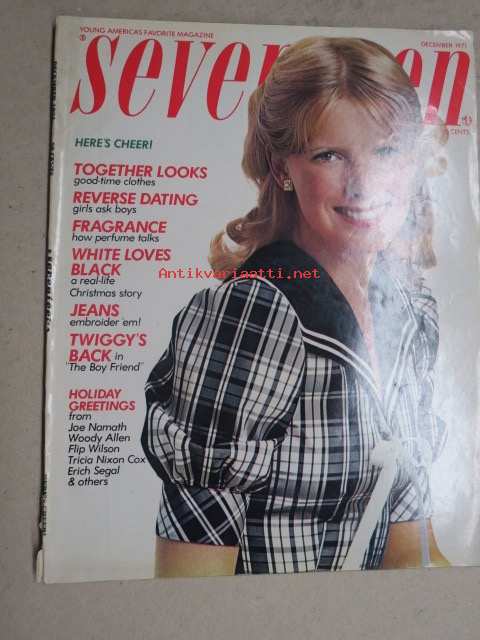 YOUNG AMERICA'S FAVORITE MAGAZINE
DECEMBER 1971
seventeen
CENTS
HERE'S CHEER!
TOGETHER LOOKS
good-time clothes
REVERSE DATING
girls ask boys
FRAGRANCE
how perfume talks
WHITE LOVES
BLACK
a real-life
Christmas story
Antikvariaatti.net
JEANS
embroider 'em!
TWIGGY'S
BACK in
"The Boy Friend"
HOLIDAY
GREETINGS
from
Joe Namath
Woody Allen
Flip Wilson
Tricia Nixon Cox
Erich Segal
& others